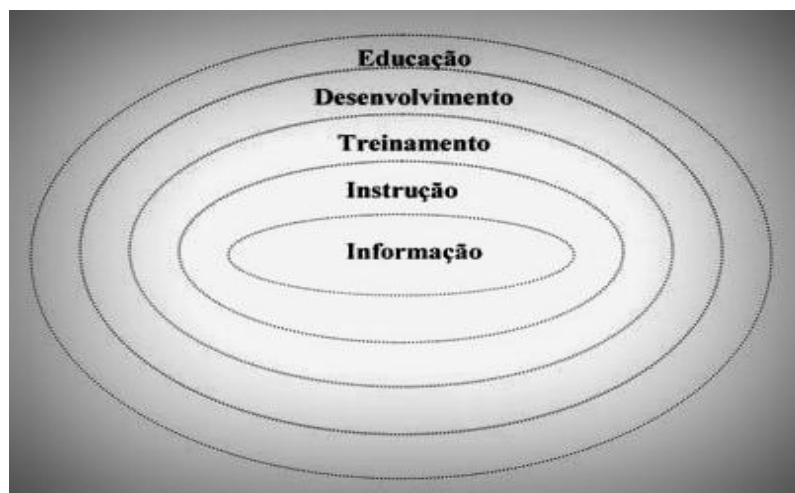 Educação
Desenvolvimento
Treinamento
Instrução
Informação